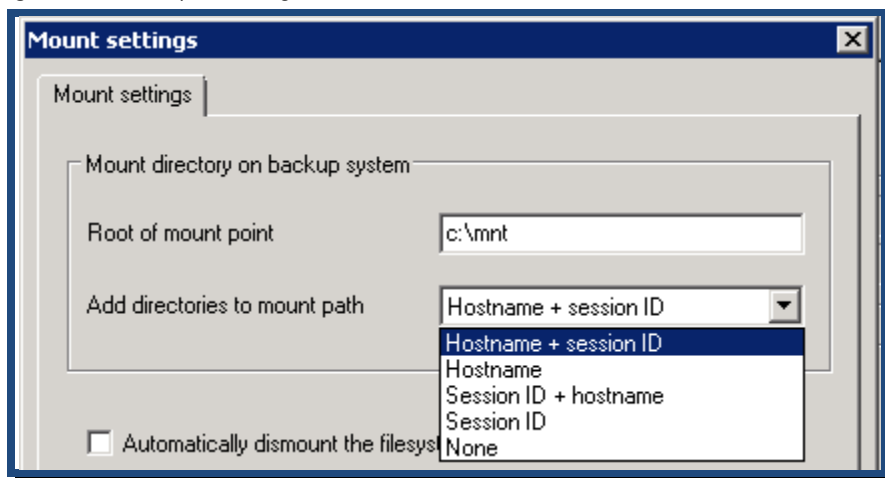 Mount settings
Mount settings
Mount directory on backup system
Root of mount point c:\mnt
Add directories to mount path Hostname + session ID
Hostname + session ID
Hostname
Session ID + hostname
Session ID
Automatically dismount the filesys
None